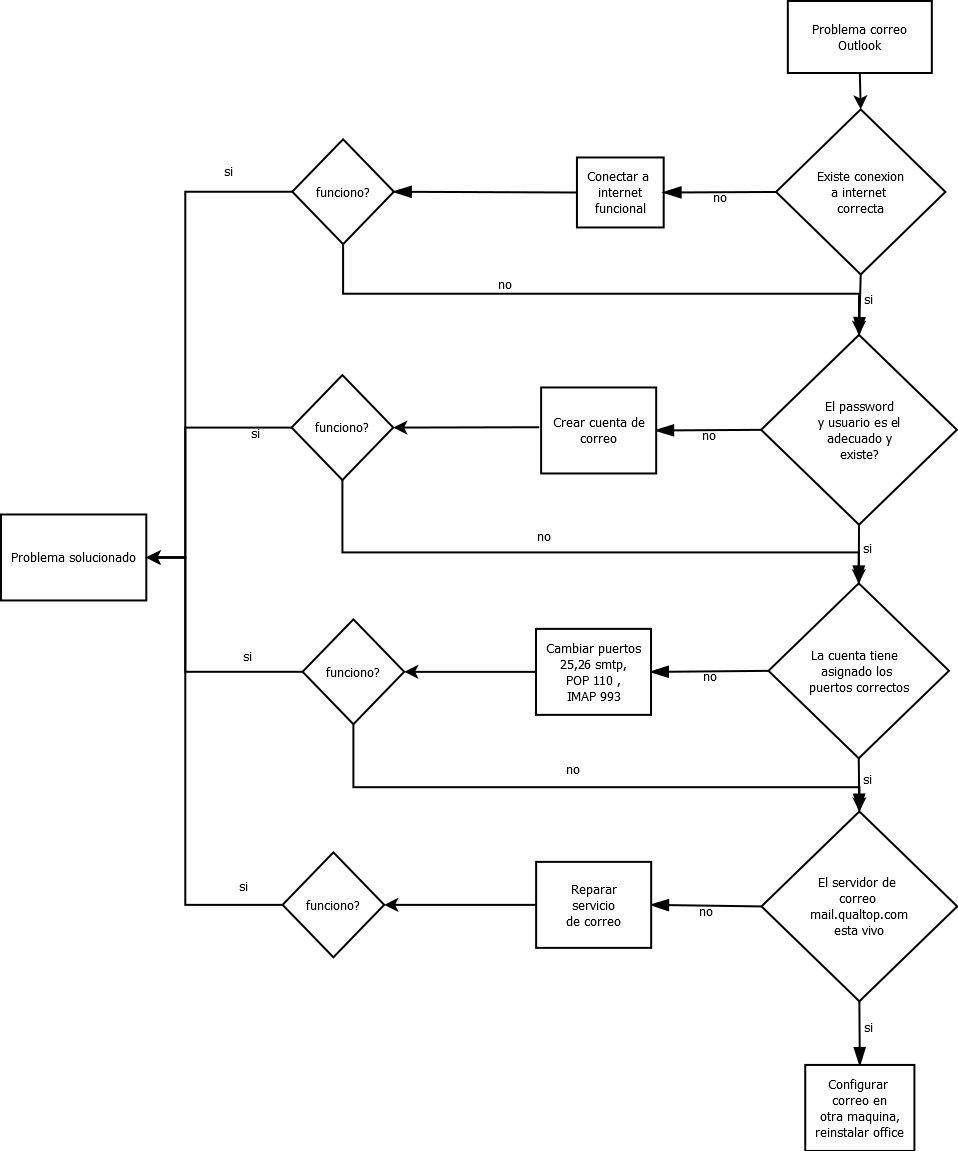 Problema correo
Outlook
si
funciono?
Conectar a
internet
funcional
no
Existe conexion
a internet
correcta
no
si
funciono?
si
Crear cuenta de
correo
no
El password
y usuario es el
adecuado y
existe?
no
si
Problema solucionado
si
funciono?
Cambiar puertos
25,26 smtp,
POP 110 ,
IMAP 993
no
La cuenta tiene
asignado los
puertos correctos
no
si
si
funciono?
Reparar
servicio
de correo
no
El servidor de
correo
mail.qualtop.com
esta vivo
si
Configurar
correo en
otra maquina,
reinstalar office